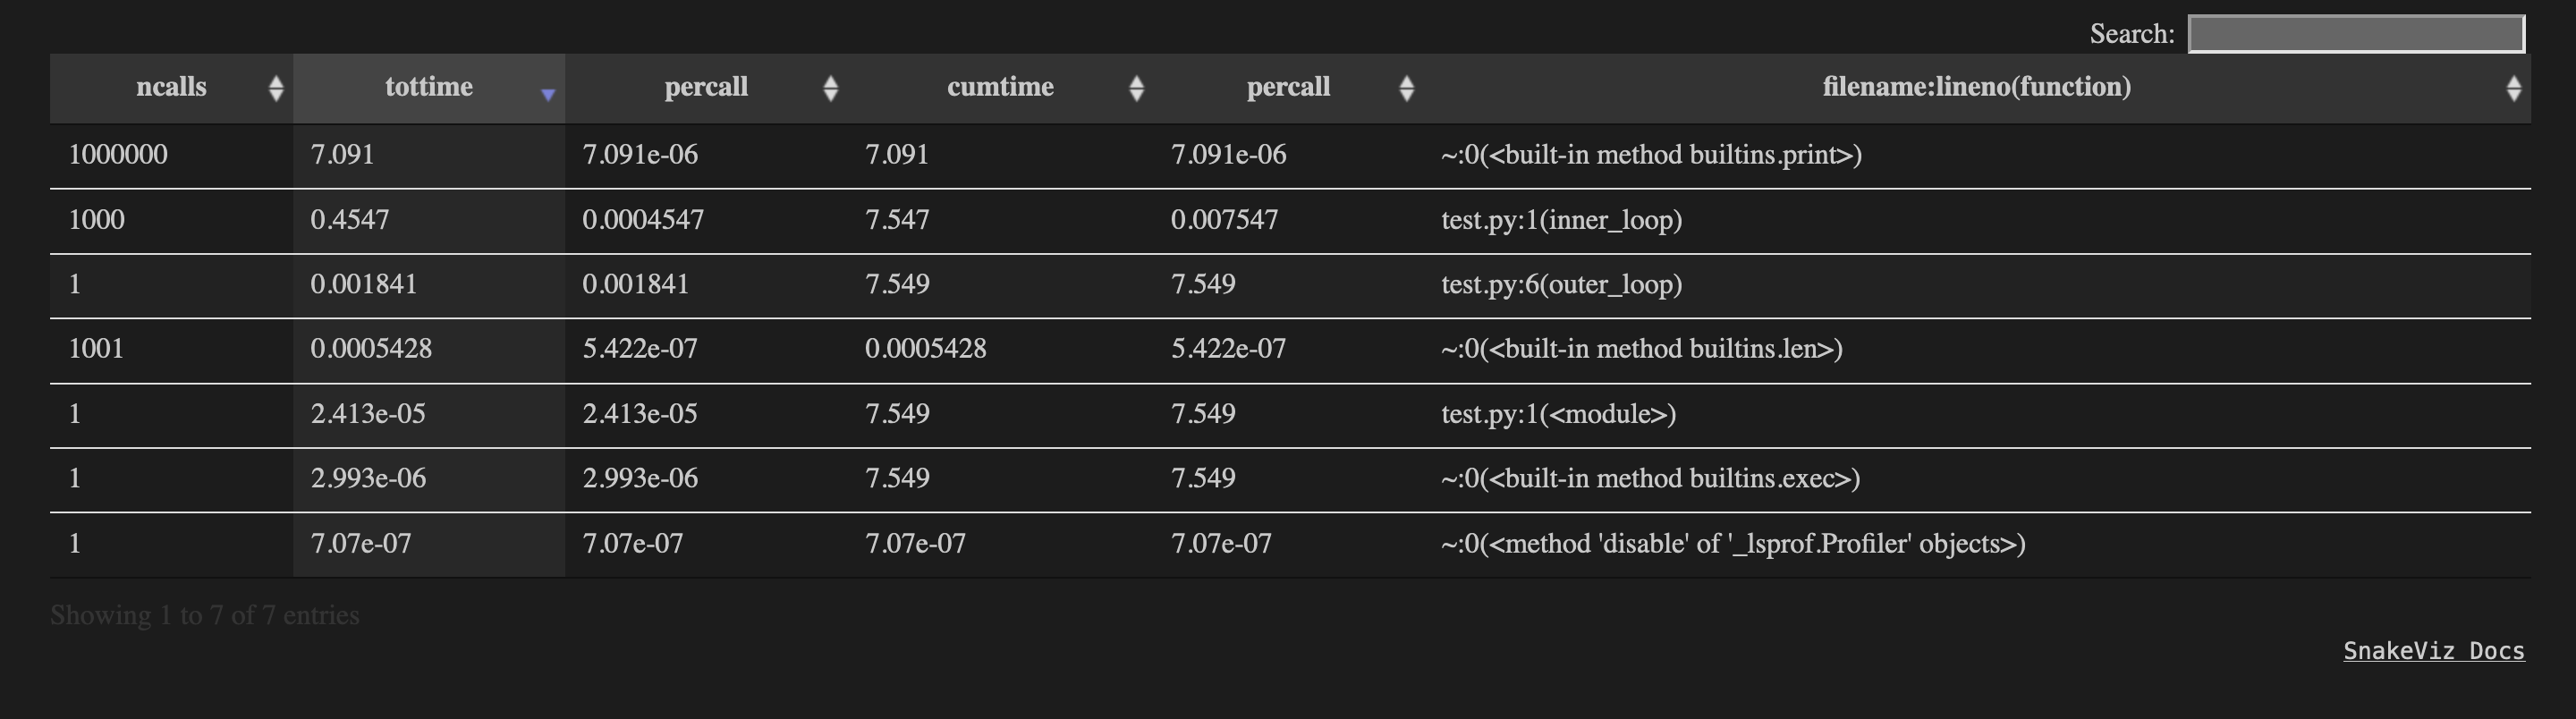 Search:
ncalls tottime percall cumtime percall filename:lineno(function)
1000000 7.091 7.091e-06 7.091 7.091e-06 ~:0(<built-in method builtins.print>)
1000 0.4547 0.0004547 7.547 0.007547 test.py:1(inner_loop)
1 0.001841 0.001841 7.549 7.549 test.py:6(outer_loop)
1001 0.0005428 5.422e-07 0.0005428 5.422e-07 ~:0(<built-in method builtins.len>)
1 2.413e-05 2.413e-05 7.549 7.549 test.py:1(<module>)
1 2.993e-06 2.993e-06 7.549 7.549 ~:0(<built-in method builtins.exec>)
1 7.07e-07 7.07e-07 7.07e-07 7.07e-07 ~:0(<method 'disable' of '_lsprof.Profiler' objects>)
Showing 1 to 7 of 7 entries
SnakeViz Docs